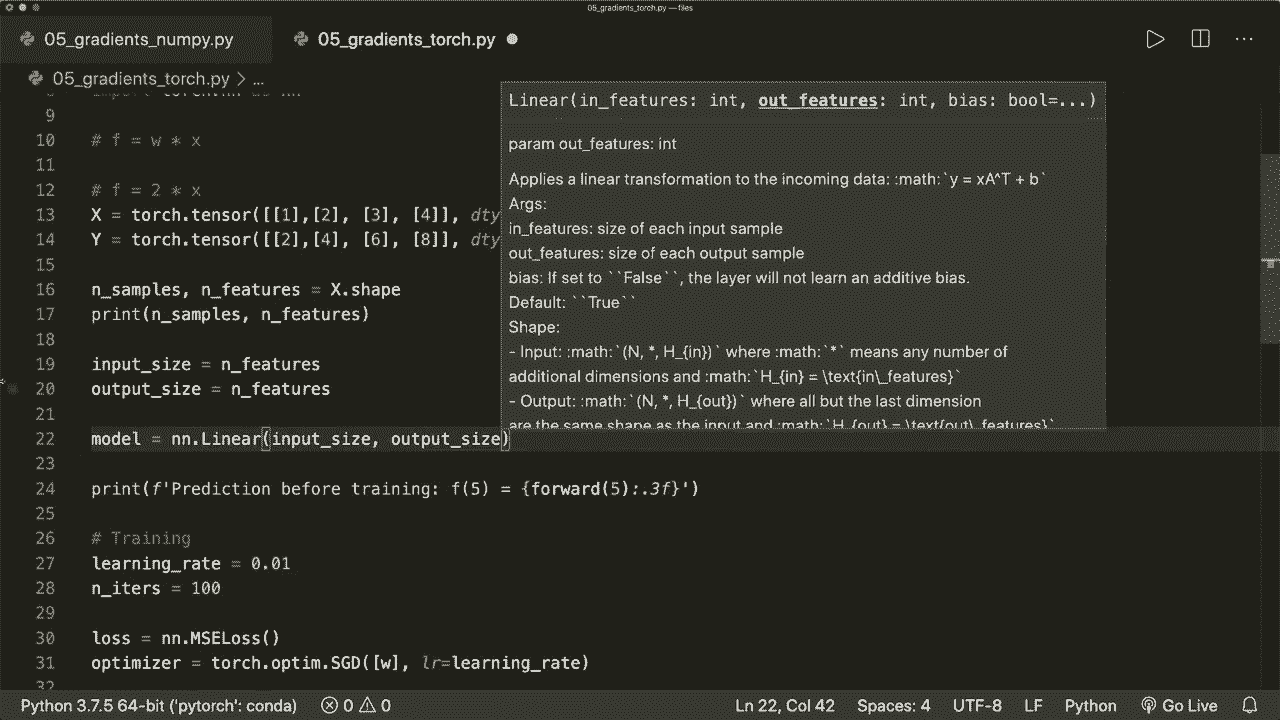 05_gradients_torch.py — files
05_gradients_numpy.py
05_gradients_torch.py
05_gradients_torch.py > ...
9
10 # f = w * x
11
12 # f = 2 * x
13 X = torch.tensor([[1],[2], [3], [4]], dty
14 Y = torch.tensor([[2],[4], [6], [8]], dty
15
16 n_samples, n_features = X.shape
17 print(n_samples, n_features)
18
19 input_size = n_features
20 output_size = n_features
21
22 model = nn.Linear(input_size, output_size)
23
24 print(f'Prediction before training: f(5) = {forward(5):.3f}')
25
26 # Training
27 learning_rate = 0.01
28 n_iters = 100
29
30 loss = nn.MSELoss()
31 optimizer = torch.optim.SGD([w], lr=learning_rate)
32
Linear(in_features: int, out_features: int, bias: bool=...)
param out_features: int
Applies a linear transformation to the incoming data: :math:`y = xA^T + b`
Args:
in_features: size of each input sample
out_features: size of each output sample
bias: If set to ``False``, the layer will not learn an additive bias.
Default: ``True``
Shape:
- Input: :math:`(N, *, H_{in})` where :math:`*` means any number of
additional dimensions and :math:`H_{in} = \text{in\_features}`
- Output: :math:`(N, *, H_{out})` where all but the last dimension
are the same shape as the input and :math:`H_{out} = \text{out\_features}`
Python 3.7.5 64-bit ('pytorch': conda) 0 0 Ln 22, Col 42 Spaces: 4 UTF-8 LF Python Go Live